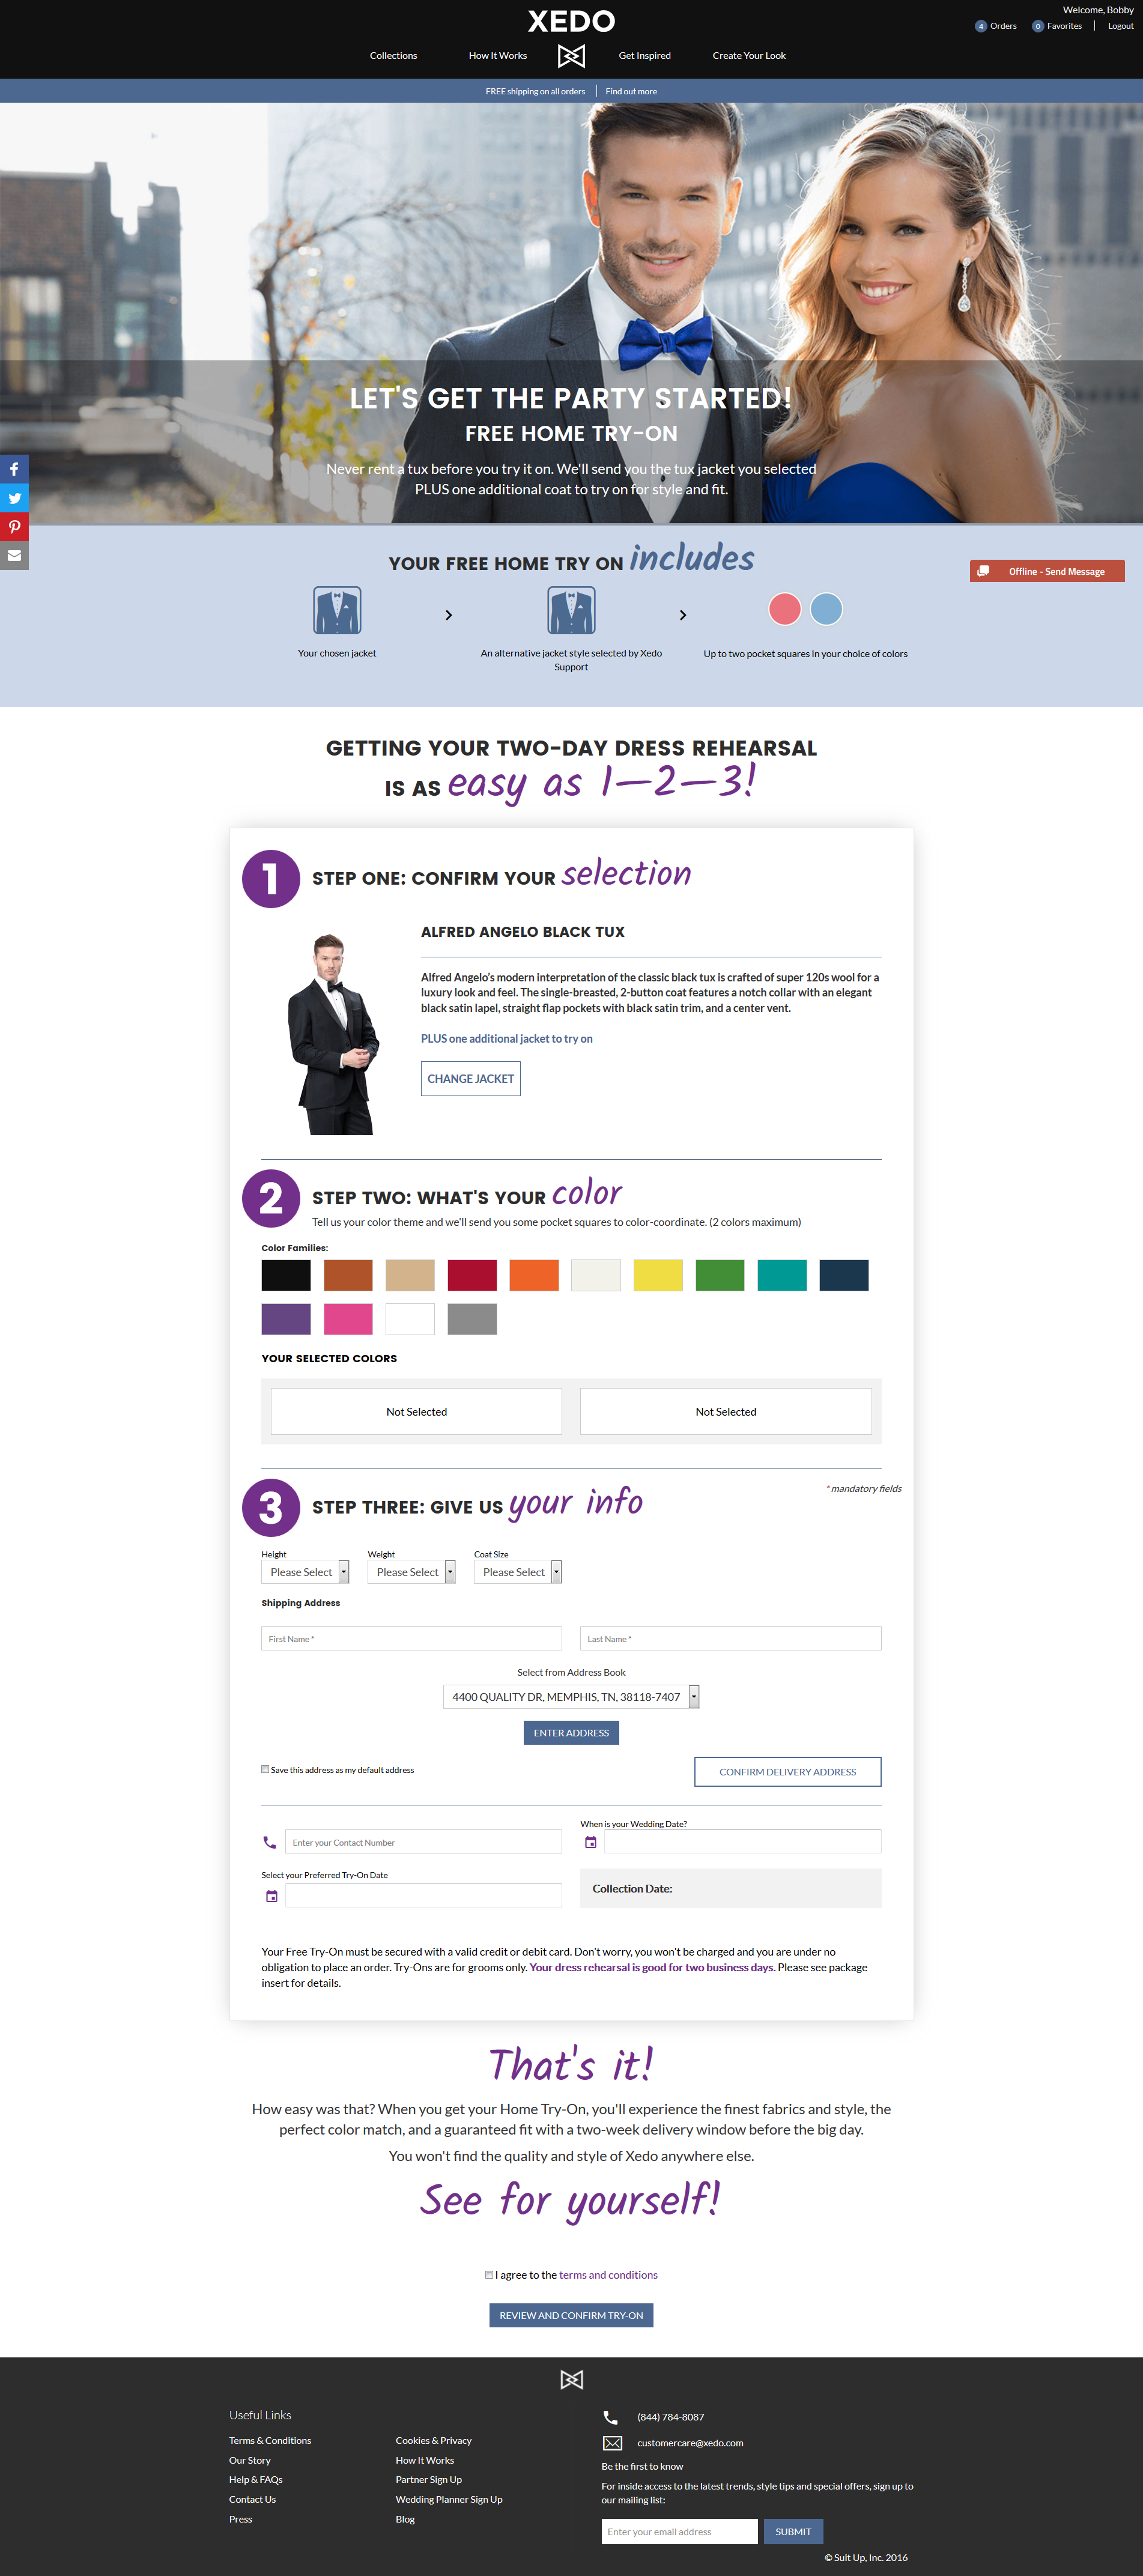 XEDO
Welcome, Bobby
4 Orders
0 Favorites
Logout
Collections
How It Works
Get Inspired
Create Your Look
FREE shipping on all orders
Find out more
LET'S GET THE PARTY STARTED!
FREE HOME TRY-ON
Never rent a tux before you try it on. We'll send you the tux jacket you selected
PLUS one additional coat to try on for style and fit.
YOUR FREE HOME TRY ON includes
Offline - Send Message
Your chosen jacket
An alternative jacket style selected by Xedo
Support
Up to two pocket squares in your choice of colors
GETTING YOUR TWO-DAY DRESS REHEARSAL
IS AS easy as 1-2-3!
1
STEP ONE: CONFIRM YOUR selection
ALFRED ANGELO BLACK TUX
Alfred Angelo's modern interpretation of the classic black tux is crafted of super 120s wool for a
luxury look and feel. The single-breasted, 2-button coat features a notch collar with an elegant
black satin lapel, straight flap pockets with black satin trim, and a center vent.
PLUS one additional jacket to try on
CHANGE JACKET
2
STEP TWO: WHAT'S YOUR color
Tell us your color theme and we'll send you some pocket squares to color-coordinate. (2 colors maximum)
Color Families:
YOUR SELECTED COLORS
Not Selected
Not Selected
3
STEP THREE: GIVE US your info
* mandatory fields
Height
Weight
Coat Size
Please Select
Please Select
Please Select
Shipping Address
First Name *
Last Name *
Select from Address Book
4400 QUALITY DR, MEMPHIS, TN, 38118-7407
ENTER ADDRESS
Save this address as my default address
CONFIRM DELIVERY ADDRESS
When is your Wedding Date?
Enter your Contact Number
Select your Preferred Try-On Date
Collection Date:
Your Free Try-On must be secured with a valid credit or debit card. Don't worry, you won't be charged and you are under no
obligation to place an order. Try-Ons are for grooms only. Your dress rehearsal is good for two business days. Please see package
insert for details.
That's it!
How easy was that? When you get your Home Try-On, you'll experience the finest fabrics and style, the
perfect color match, and a guaranteed fit with a two-week delivery window before the big day.
You won't find the quality and style of Xedo anywhere else.
See for yourself!
I agree to the terms and conditions
REVIEW AND CONFIRM TRY-ON
Useful Links
Terms & Conditions
Our Story
Help & FAQs
Contact Us
Press
Cookies & Privacy
How It Works
Partner Sign Up
Wedding Planner Sign Up
Blog
(844) 784-8087
customercare@xedo.com
Be the first to know
For inside access to the latest trends, style tips and special offers, sign up to
our mailing list:
Enter your email address
SUBMIT
© Suit Up, Inc. 2016